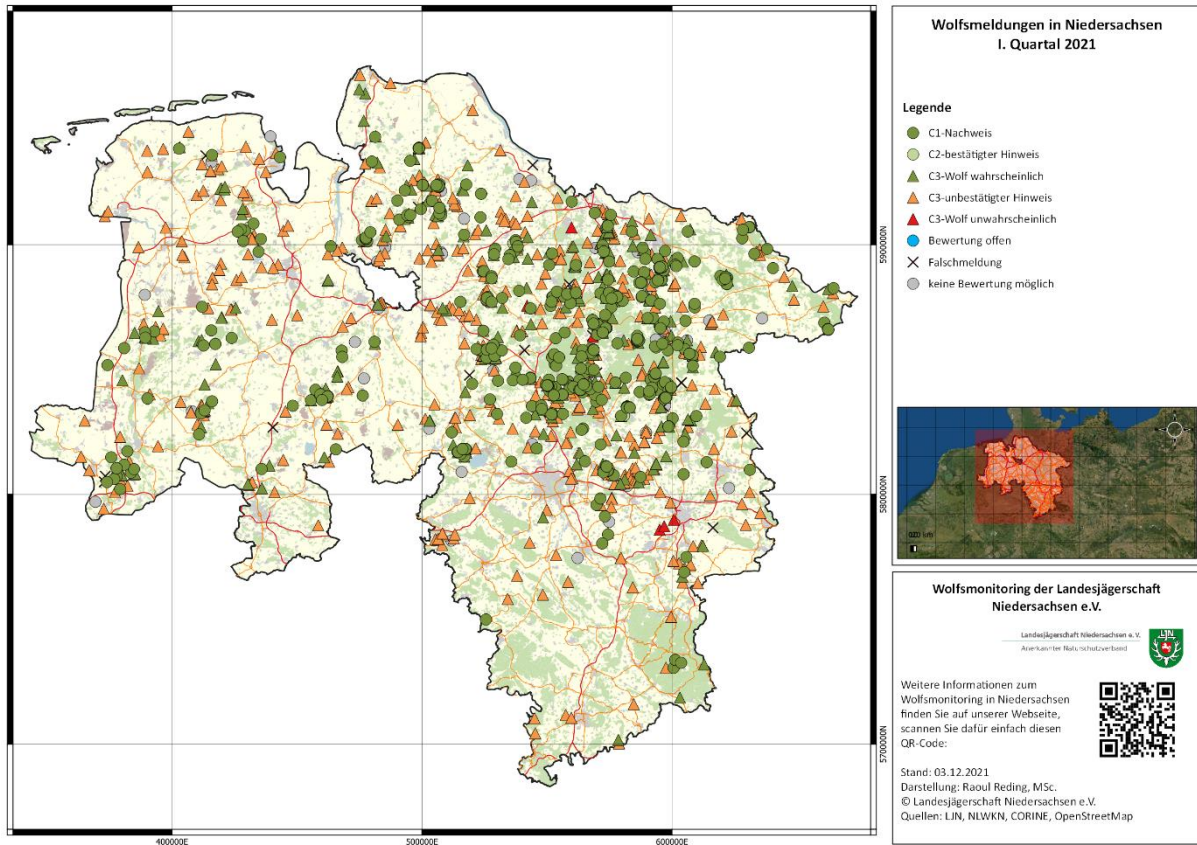 Wolfsmeldungen in Niedersachsen
I. Quartal 2021
Legende
C1-Nachweis
C2-bestätigter Hinweis
C3-Wolf wahrscheinlich
C3-unbestätigter Hinweis
C3-Wolf unwahrscheinlich
Bewertung offen
Falschmeldung
keine Bewertung möglich
5900000N
5800000N
5700000N
400000E
500000E
600000E
Wolfsmonitoring der Landesjägerschaft
Niedersachsen e.V.
Landesjägerschaft Niedersachsen e. V.
Anerkannter Naturschutzverband
LJN
Weitere Informationen zum
Wolfsmonitoring in Niedersachsen
finden Sie auf unserer Webseite,
scannen Sie dafür einfach diesen
QR-Code:
Stand: 03.12.2021
Darstellung: Raoul Reding, MSc.
© Landesjägerschaft Niedersachsen e.V.
Quellen: LJN, NLWKN, CORINE, OpenStreetMap